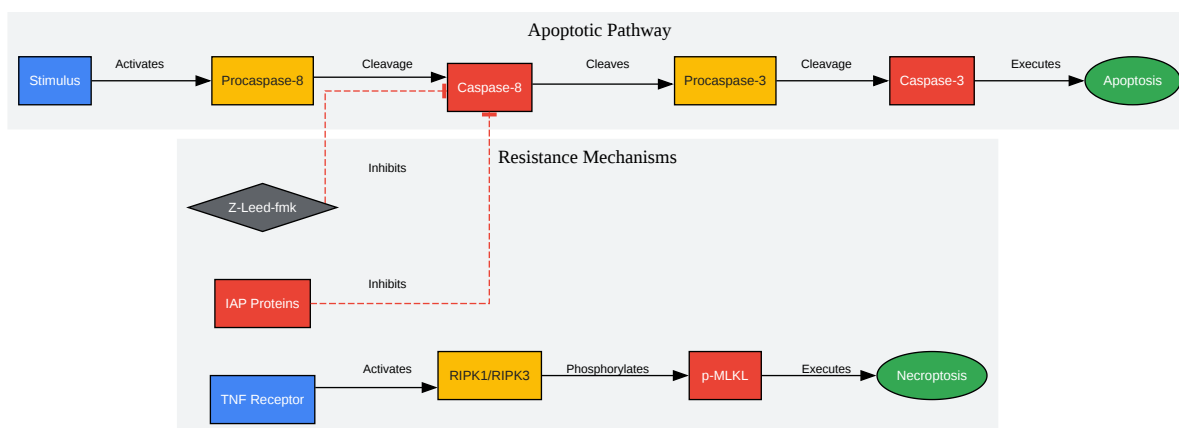 Apoptotic Pathway
Stimulus
Activates
Procaspase-8
Cleavage
Caspase-8
Cleaves
Procaspase-3
Cleavage
Caspase-3
Executes
Apoptosis
Resistance Mechanisms
Inhibits
Z-Leed-fmk
Inhibits
IAP Proteins
TNF Receptor
Activates
RIPK1/RIPK3
Phosphorylates
p-MLKL
Executes
Necroptosis